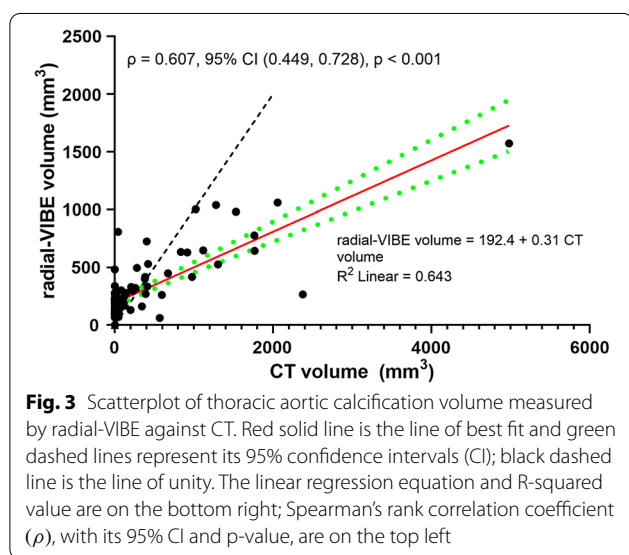 2500
ρ = 0.607, 95% CI (0.449, 0.728), p < 0.001
2000
1500
1000
500
0
radial-VIBE volume (mm³)
radial-VIBE volume = 192.4 + 0.31 CT
volume
R² Linear = 0.643
0
2000
4000
6000
CT volume (mm³)
Fig. 3 Scatterplot of thoracic aortic calcification volume measured
by radial-VIBE against CT. Red solid line is the line of best fit and green
dashed lines represent its 95% confidence intervals (CI); black dashed
line is the line of unity. The linear regression equation and R-squared
value are on the bottom right; Spearman's rank correlation coefficient
(ρ), with its 95% CI and p-value, are on the top left